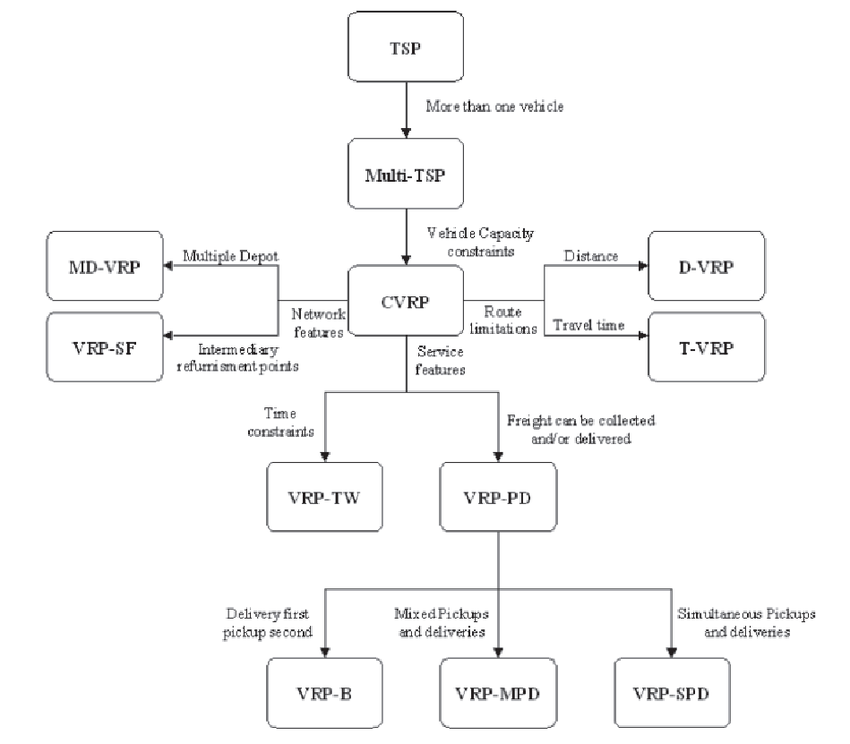 TSP
More than one vehicle
Multi-TSP
Vehicle Capacity
constraints
MD-VRP
Multiple Depot
Distance
D-VRP
CVRP
Network
features
Route
limitations
VRP-SF
Intermediary
refurnisment points
Travel time
T-VRP
Service
features
Time
constraints
Freight can be collected
and/or delivered
VRP-TW
VRP-PD
Delivery first
pickup second
Mixed Pickups
and deliveries
Simultaneous Pickups
and deliveries
VRP-B
VRP-MPD
VRP-SPD